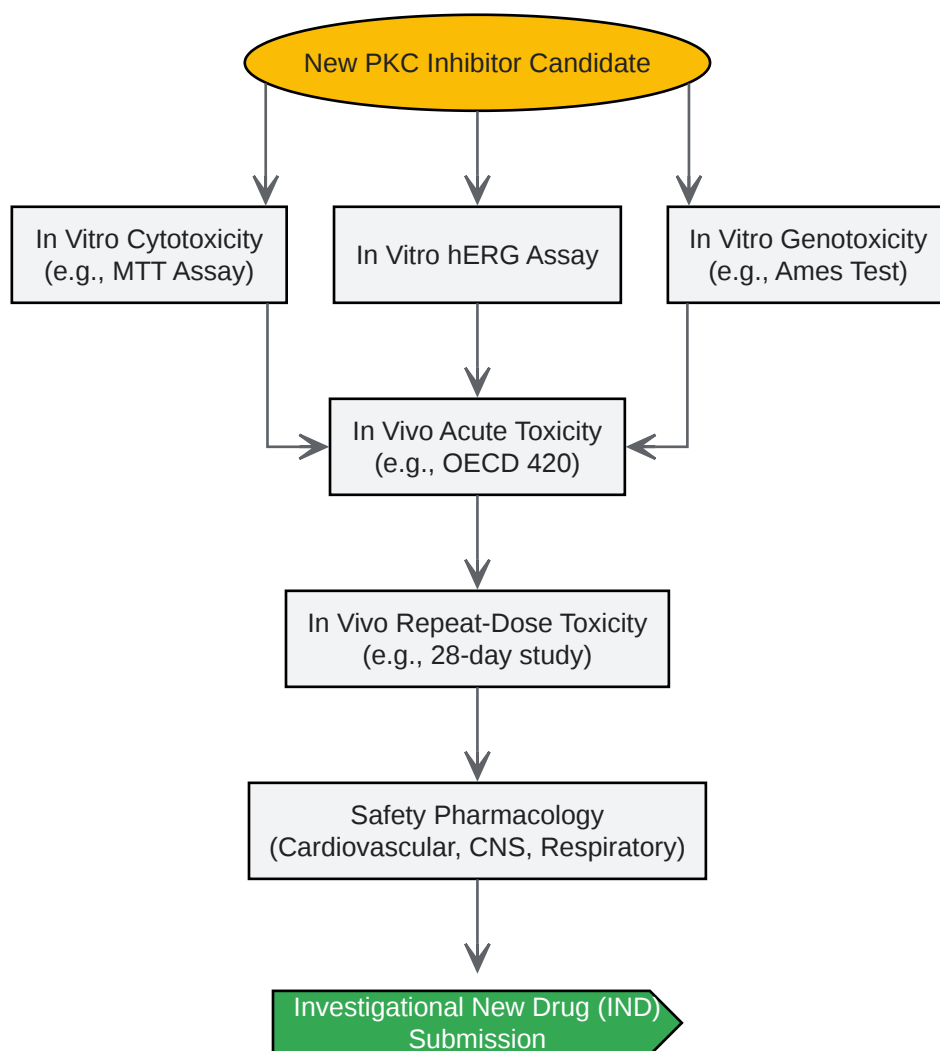 New PKC Inhibitor Candidate
In Vitro Cytotoxicity
(e.g., MTT Assay)
In Vitro hERG Assay
In Vitro Genotoxicity
(e.g., Ames Test)
In Vivo Acute Toxicity
(e.g., OECD 420)
In Vivo Repeat-Dose Toxicity
(e.g., 28-day study)
Safety Pharmacology
(Cardiovascular, CNS, Respiratory)
Investigational New Drug (IND)
Submission